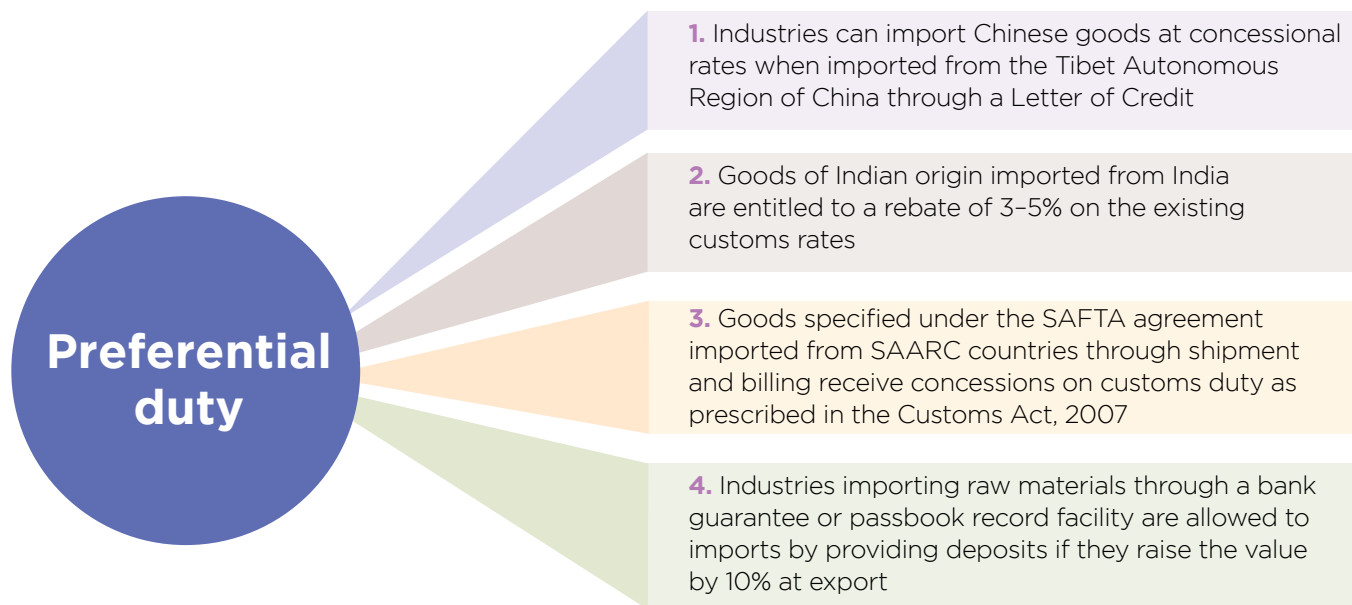 Preferential
duty
1. Industries can import Chinese goods at concessional
rates when imported from the Tibet Autonomous
Region of China through a Letter of Credit
2. Goods of Indian origin imported from India
are entitled to a rebate of 3–5% on the existing
customs rates
3. Goods specified under the SAFTA agreement
imported from SAARC countries through shipment
and billing receive concessions on customs duty as
prescribed in the Customs Act, 2007
4. Industries importing raw materials through a bank
guarantee or passbook record facility are allowed to
imports by providing deposits if they raise the value
by 10% at export